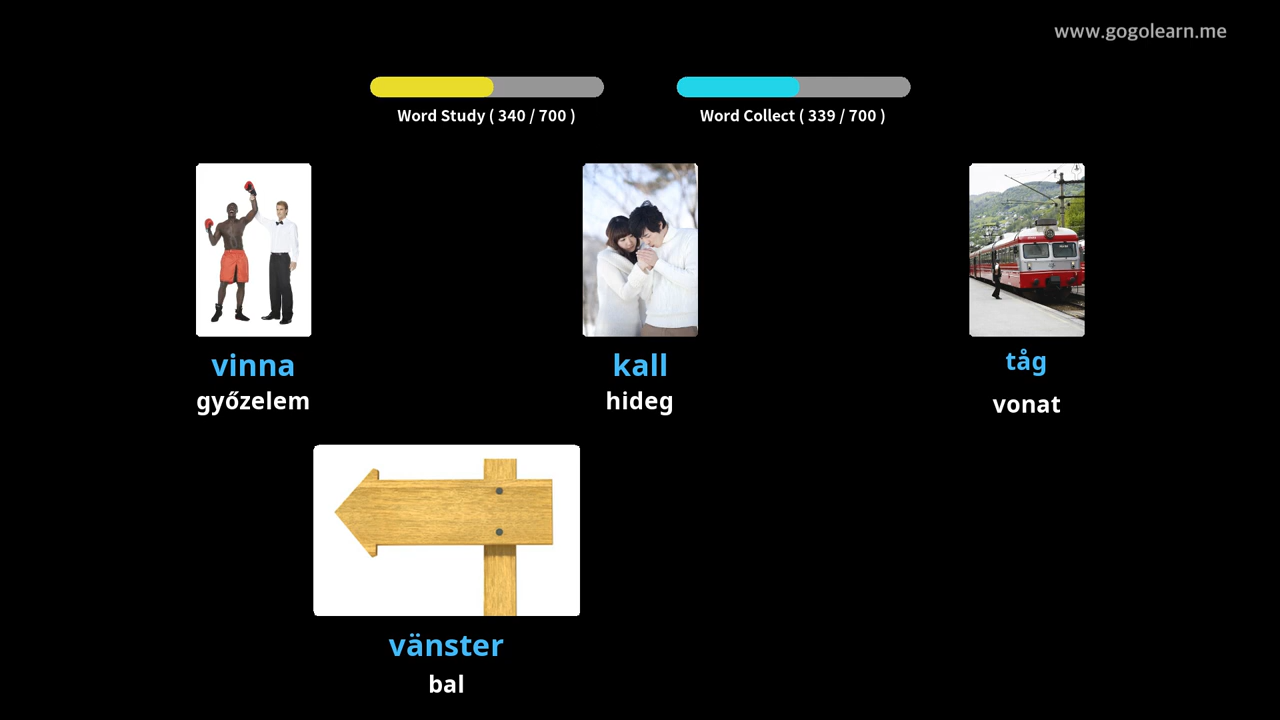 www.gogolearn.me
Word Study ( 340 / 700 )
Word Collect ( 339 / 700 )
vinna
győzelem
kall
hideg
tåg
vonat
vänster
bal